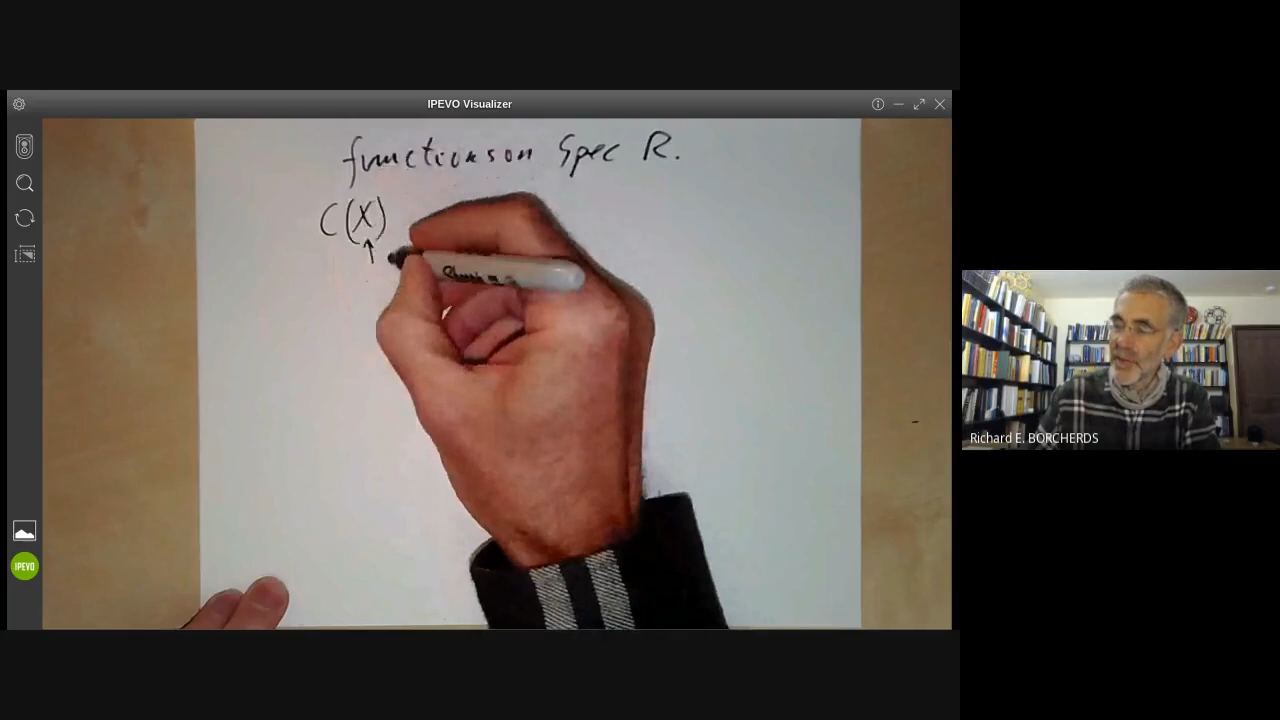 IPEVO Visualizer
functions on Spec R.
C(X)
↑
IPEVO
Richard E. BORCHERDS